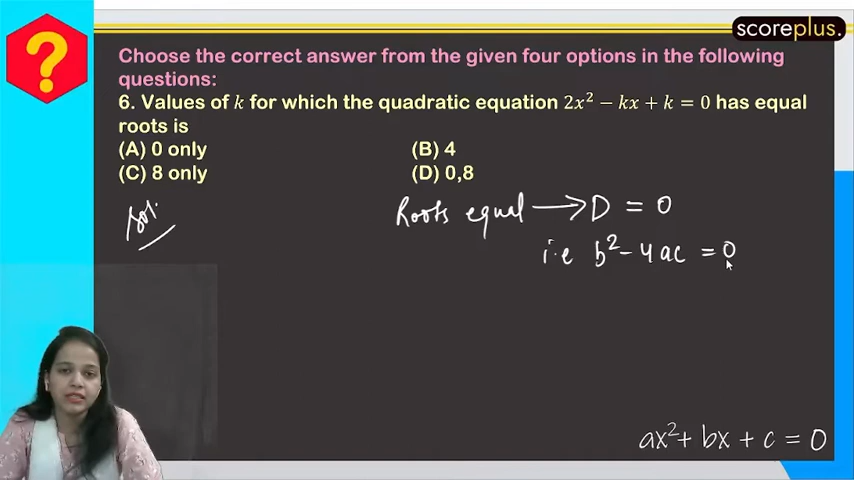 scoreplus.
?
Choose the correct answer from the given four options in the following
questions:
6. Values of k for which the quadratic equation 2x² − kx + k = 0 has equal
roots is
(A) 0 only (B) 4
(C) 8 only (D) 0,8
Sol:
Roots equal → D = 0
i.e b² - 4ac = 0
ax² + bx + c = 0